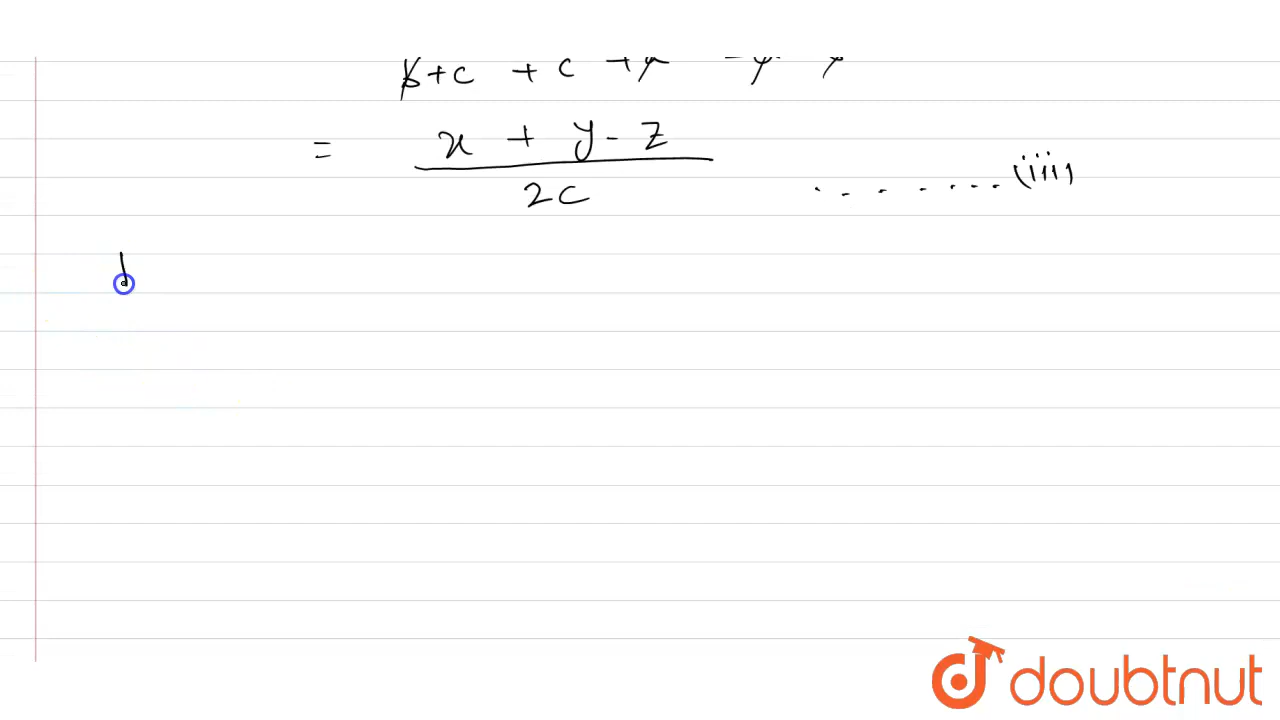 b+c + c +a - a - b
= x + y - z
2c ......... (iii)
doubtnut